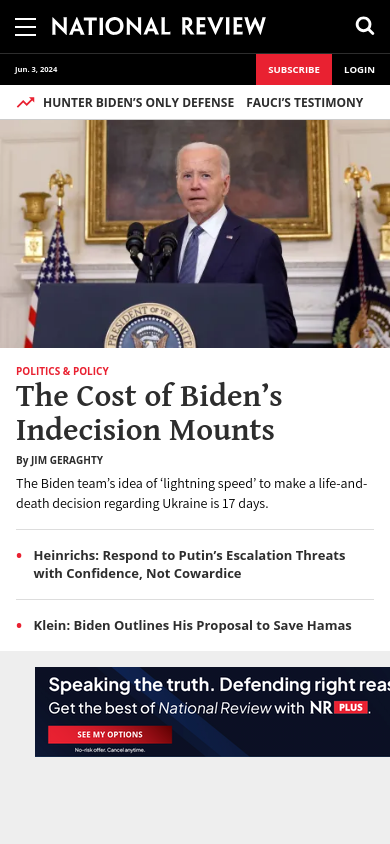 NATIONAL REVIEW
Jun. 3, 2024
SUBSCRIBE
LOGIN
HUNTER BIDEN'S ONLY DEFENSE FAUCI'S TESTIMONY
PRESIDENT OF THE
POLITICS & POLICY
The Cost of Biden's
Indecision Mounts
By JIM GERAGHTY
The Biden team's idea of 'lightning speed' to make a life-and-
death decision regarding Ukraine is 17 days.
Heinrichs: Respond to Putin's Escalation Threats
with Confidence, Not Cowardice
Klein: Biden Outlines His Proposal to Save Hamas
Speaking the truth. Defending right reas
Get the best of National Review with NR PLUS.
SEE MY OPTIONS
No-risk offer. Cancel anytime.